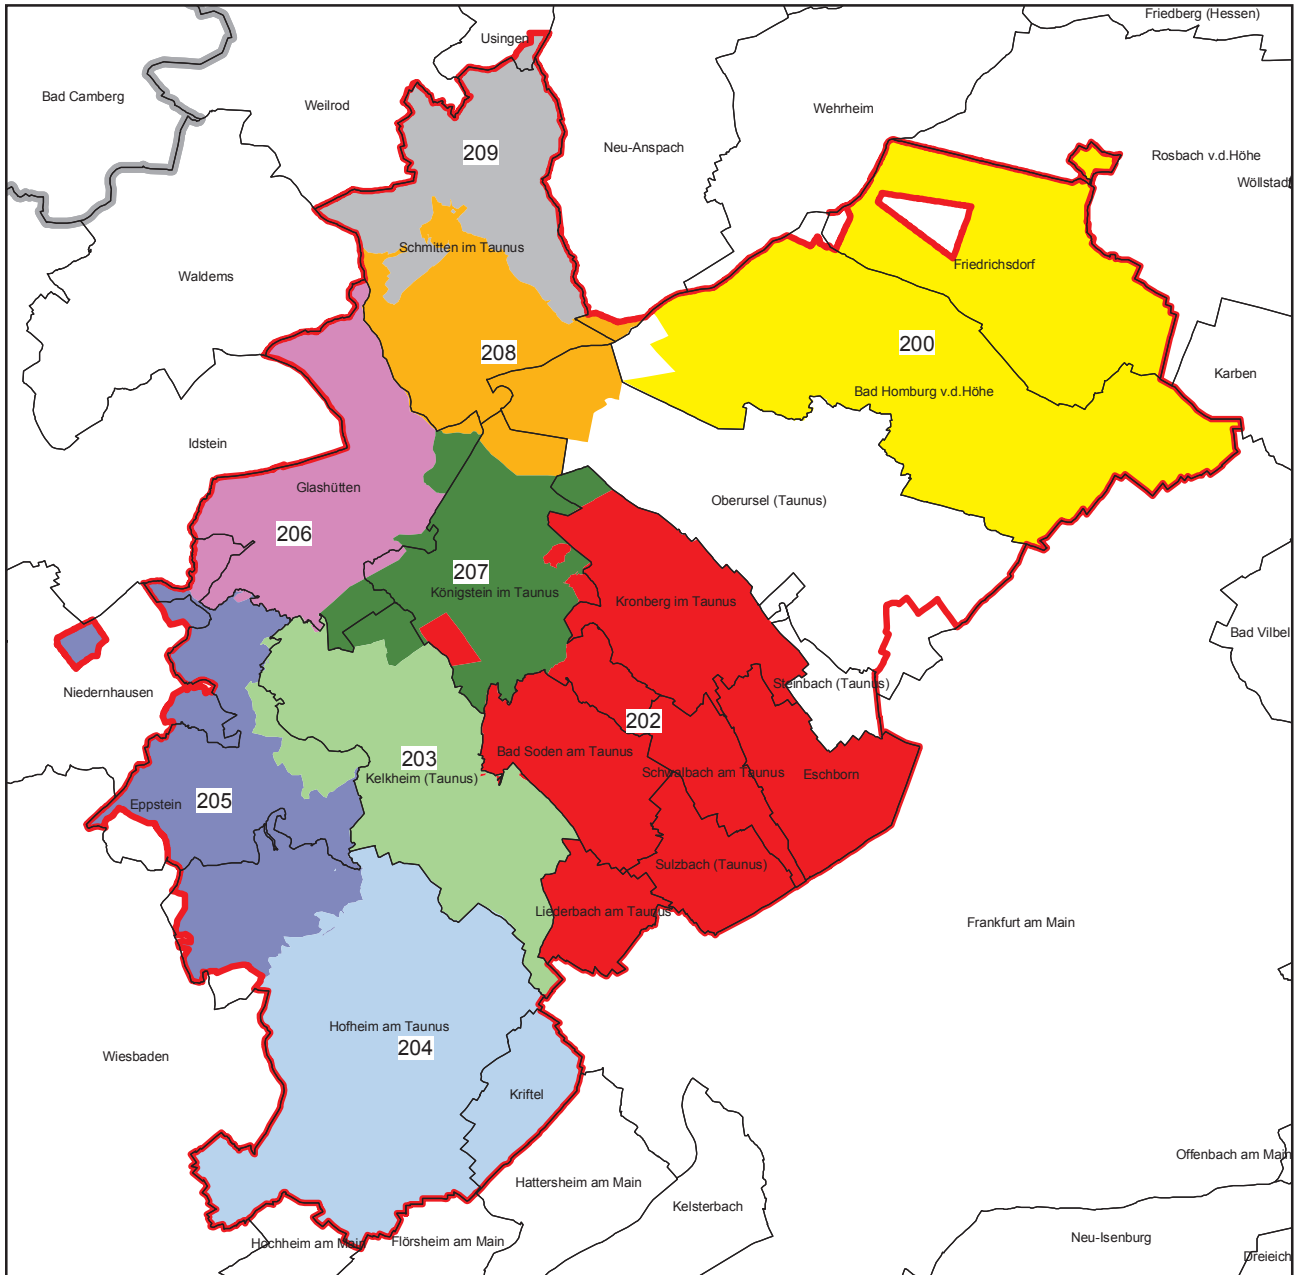 Friedberg (Hessen)
Usingen
Bad Camberg
Weilrod
Wehrheim
Neu-Anspach
209
Rosbach v.d.Höhe
Wöllstad
Schmitten im Taunus
Waldems
Friedrichsdorf
208
200
Karben
Bad Homburg v.d.Höhe
Idstein
Glashütten
Oberursel (Taunus)
206
207
Königstein im Taunus
Kronberg im Taunus
Bad Vilbel
Niedernhausen
Steinbach (Taunus)
202
Bad Soden am Taunus
203
Schwalbach am Taunus
Eschborn
Kelkheim (Taunus)
Eppstein
205
Sulzbach (Taunus)
Liederbach am Taunus
Frankfurt am Main
Hofheim am Taunus
204
Wiesbaden
Kriftel
Offenbach am Main
Hattersheim am Main
Kelsterbach
Hochheim am Main
Flörsheim am Main
Neu-Isenburg
Dreieich